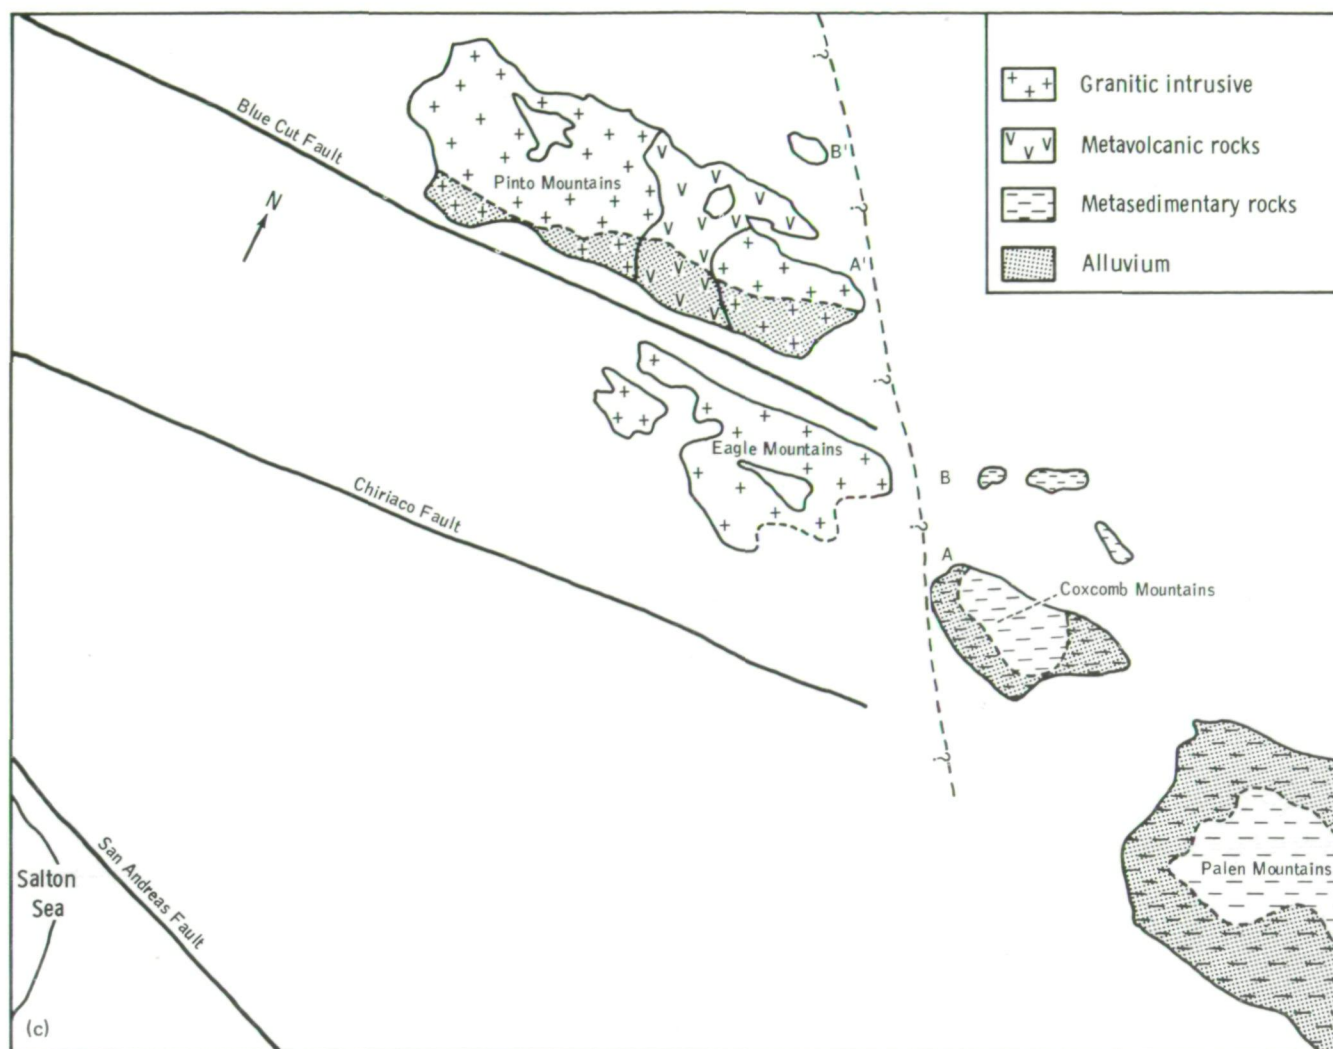 Granitic intrusive
Metavolcanic rocks
Metasedimentary rocks
Alluvium
Blue Cut Fault
N
Pinto Mountains
?
B'
?
A'
?
Eagle Mountains
B
Chiriaco Fault
?
A
Coxcomb Mountains
?
San Andreas Fault
Salton
Sea
Palen Mountains
(c)